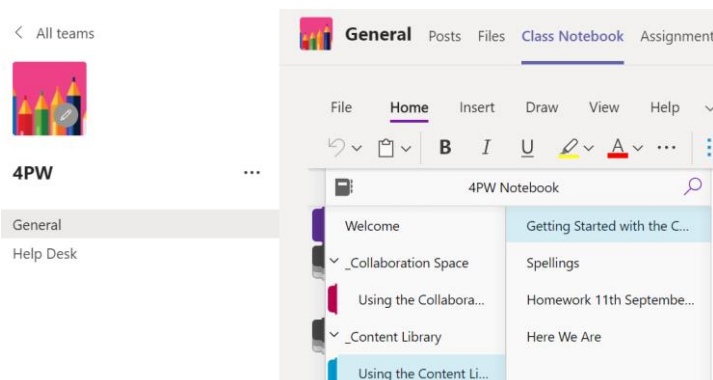 All teams
4PW
...
General
Help Desk
General Posts Files Class Notebook Assignment
File Home Insert Draw View Help
B I U A ...
4PW Notebook
Welcome
_Collaboration Space
Using the Collabora...
_Content Library
Using the Content Li...
Getting Started with the C...
Spellings
Homework 11th Septembe...
Here We Are